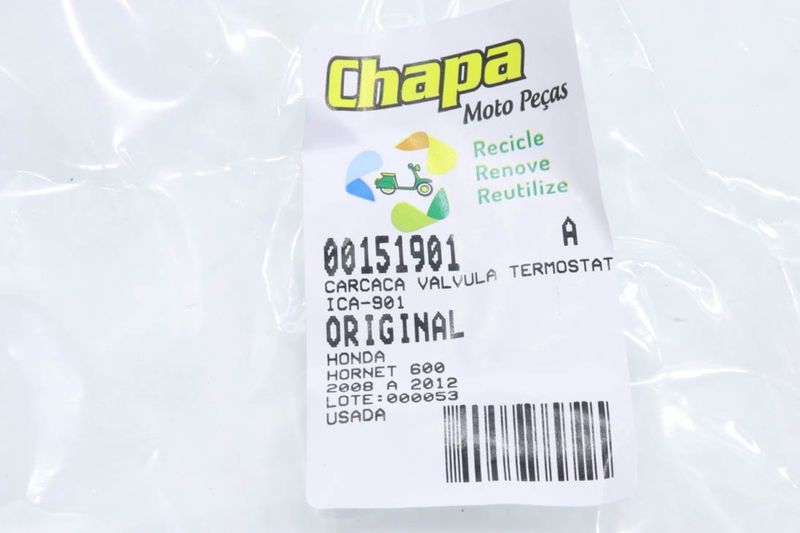 Chapa
Moto Peças
Recicle
Renove
Reutilize
00151901 A
CARCACA VALVULA TERMOSTAT
ICA-901
ORIGINAL
HONDA
HORNET 600
2008 A 2012
LOTE:000053
USADA